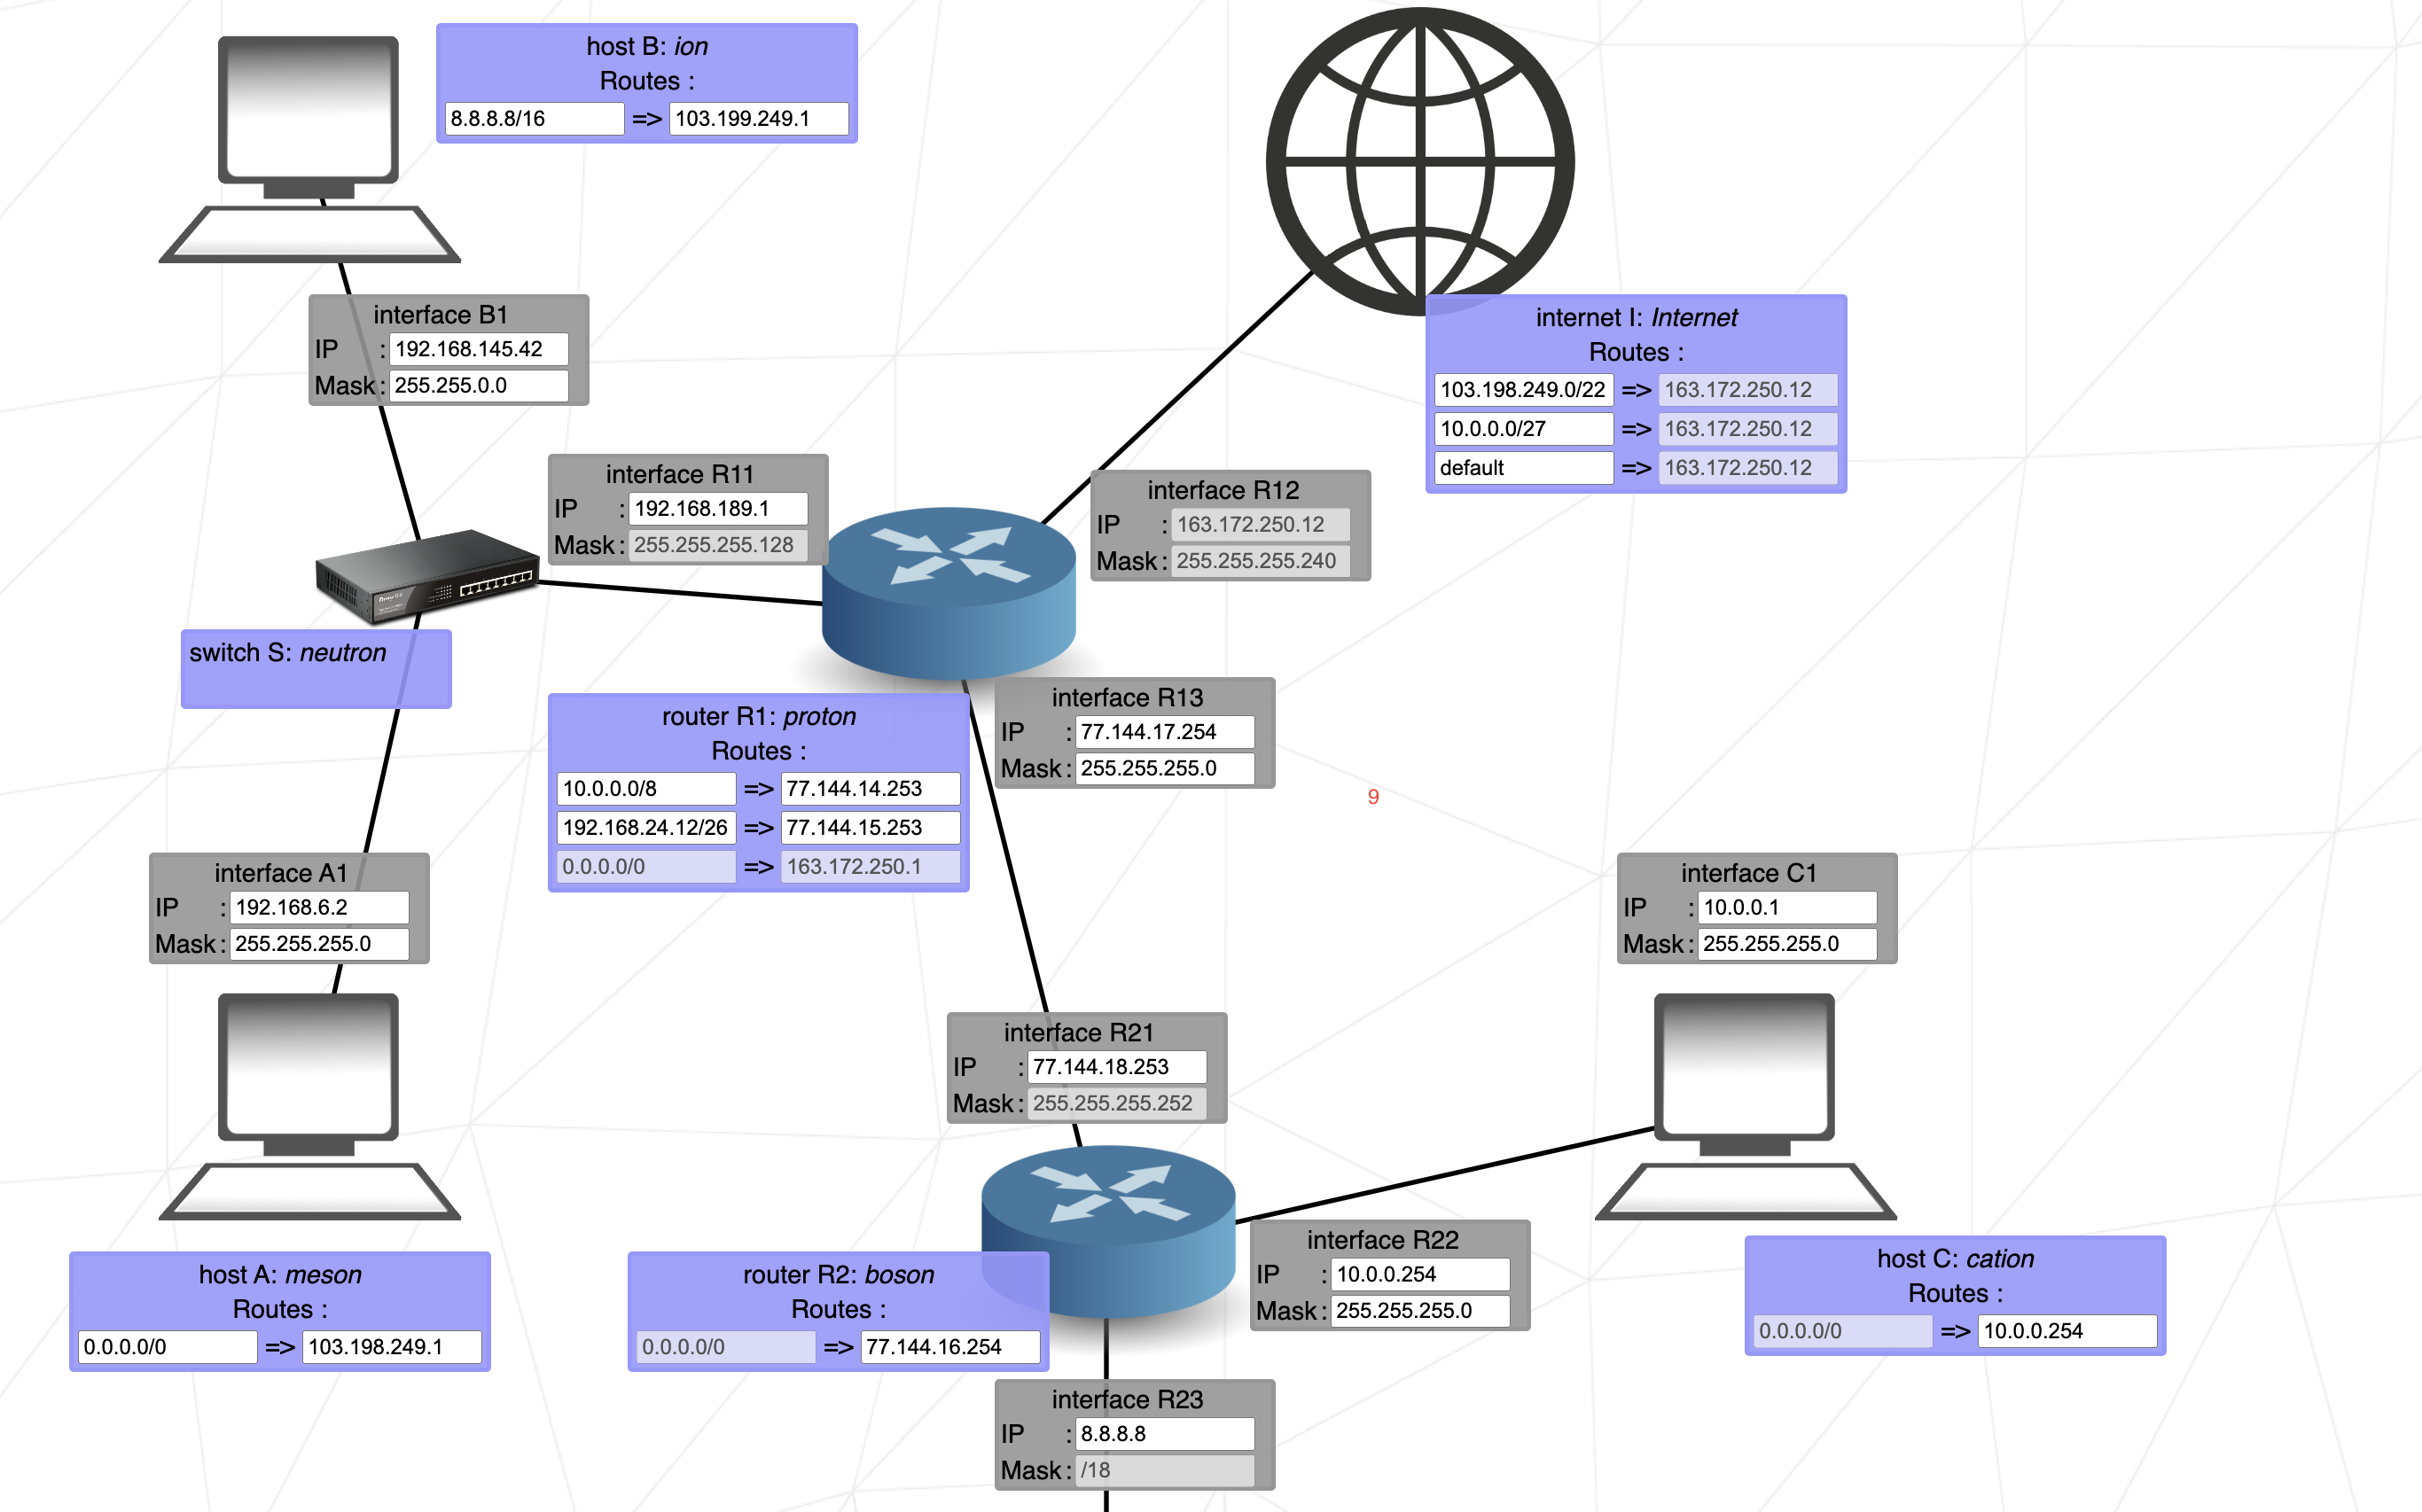 host B: ion
Routes :
8.8.8.8/16 => 103.199.249.1
interface B1
IP : 192.168.145.42
Mask : 255.255.0.0
internet I: Internet
Routes :
103.198.249.0/22 => 163.172.250.12
10.0.0.0/27 => 163.172.250.12
default => 163.172.250.12
interface R11
IP : 192.168.189.1
Mask : 255.255.255.128
interface R12
IP : 163.172.250.12
Mask : 255.255.255.240
switch S: neutron
interface R13
IP : 77.144.17.254
Mask : 255.255.255.0
router R1: proton
Routes :
10.0.0.0/8 => 77.144.14.253
192.168.24.12/26 => 77.144.15.253
0.0.0.0/0 => 163.172.250.1
9
interface A1
IP : 192.168.6.2
Mask : 255.255.255.0
interface C1
IP : 10.0.0.1
Mask : 255.255.255.0
interface R21
IP : 77.144.18.253
Mask : 255.255.255.252
host A: meson
Routes :
0.0.0.0/0 => 103.198.249.1
router R2: boson
Routes :
0.0.0.0/0 => 77.144.16.254
interface R22
IP : 10.0.0.254
Mask : 255.255.255.0
host C: cation
Routes :
0.0.0.0/0 => 10.0.0.254
interface R23
IP : 8.8.8.8
Mask : /18